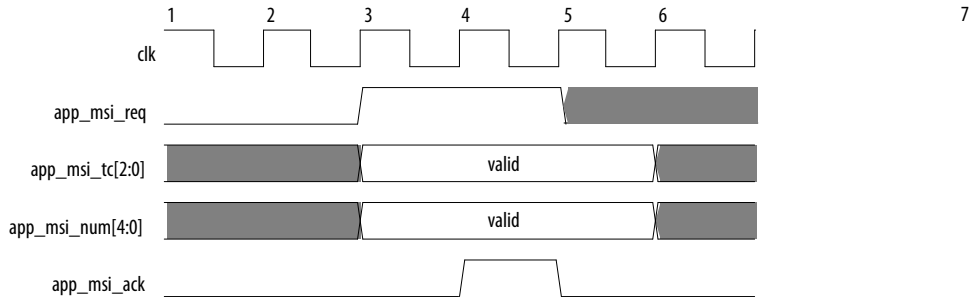 1 2 3 4 5 6 7
clk
app_msi_req
app_msi_tc[2:0] valid
app_msi_num[4:0] valid
app_msi_ack